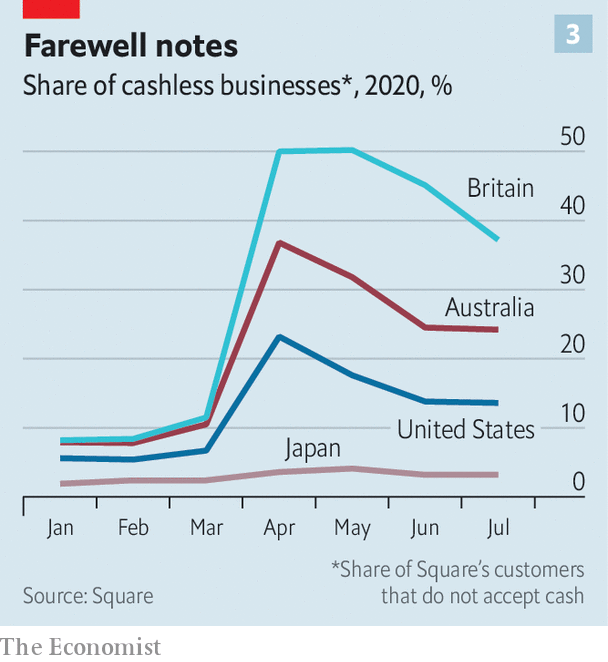 3
Farewell notes
Share of cashless businesses*, 2020, %
50
Britain
40
30
Australia
20
10
United States
Japan
0
Jan Feb Mar Apr May Jun Jul
*Share of Square’s customers
that do not accept cash
Source: Square
The Economist